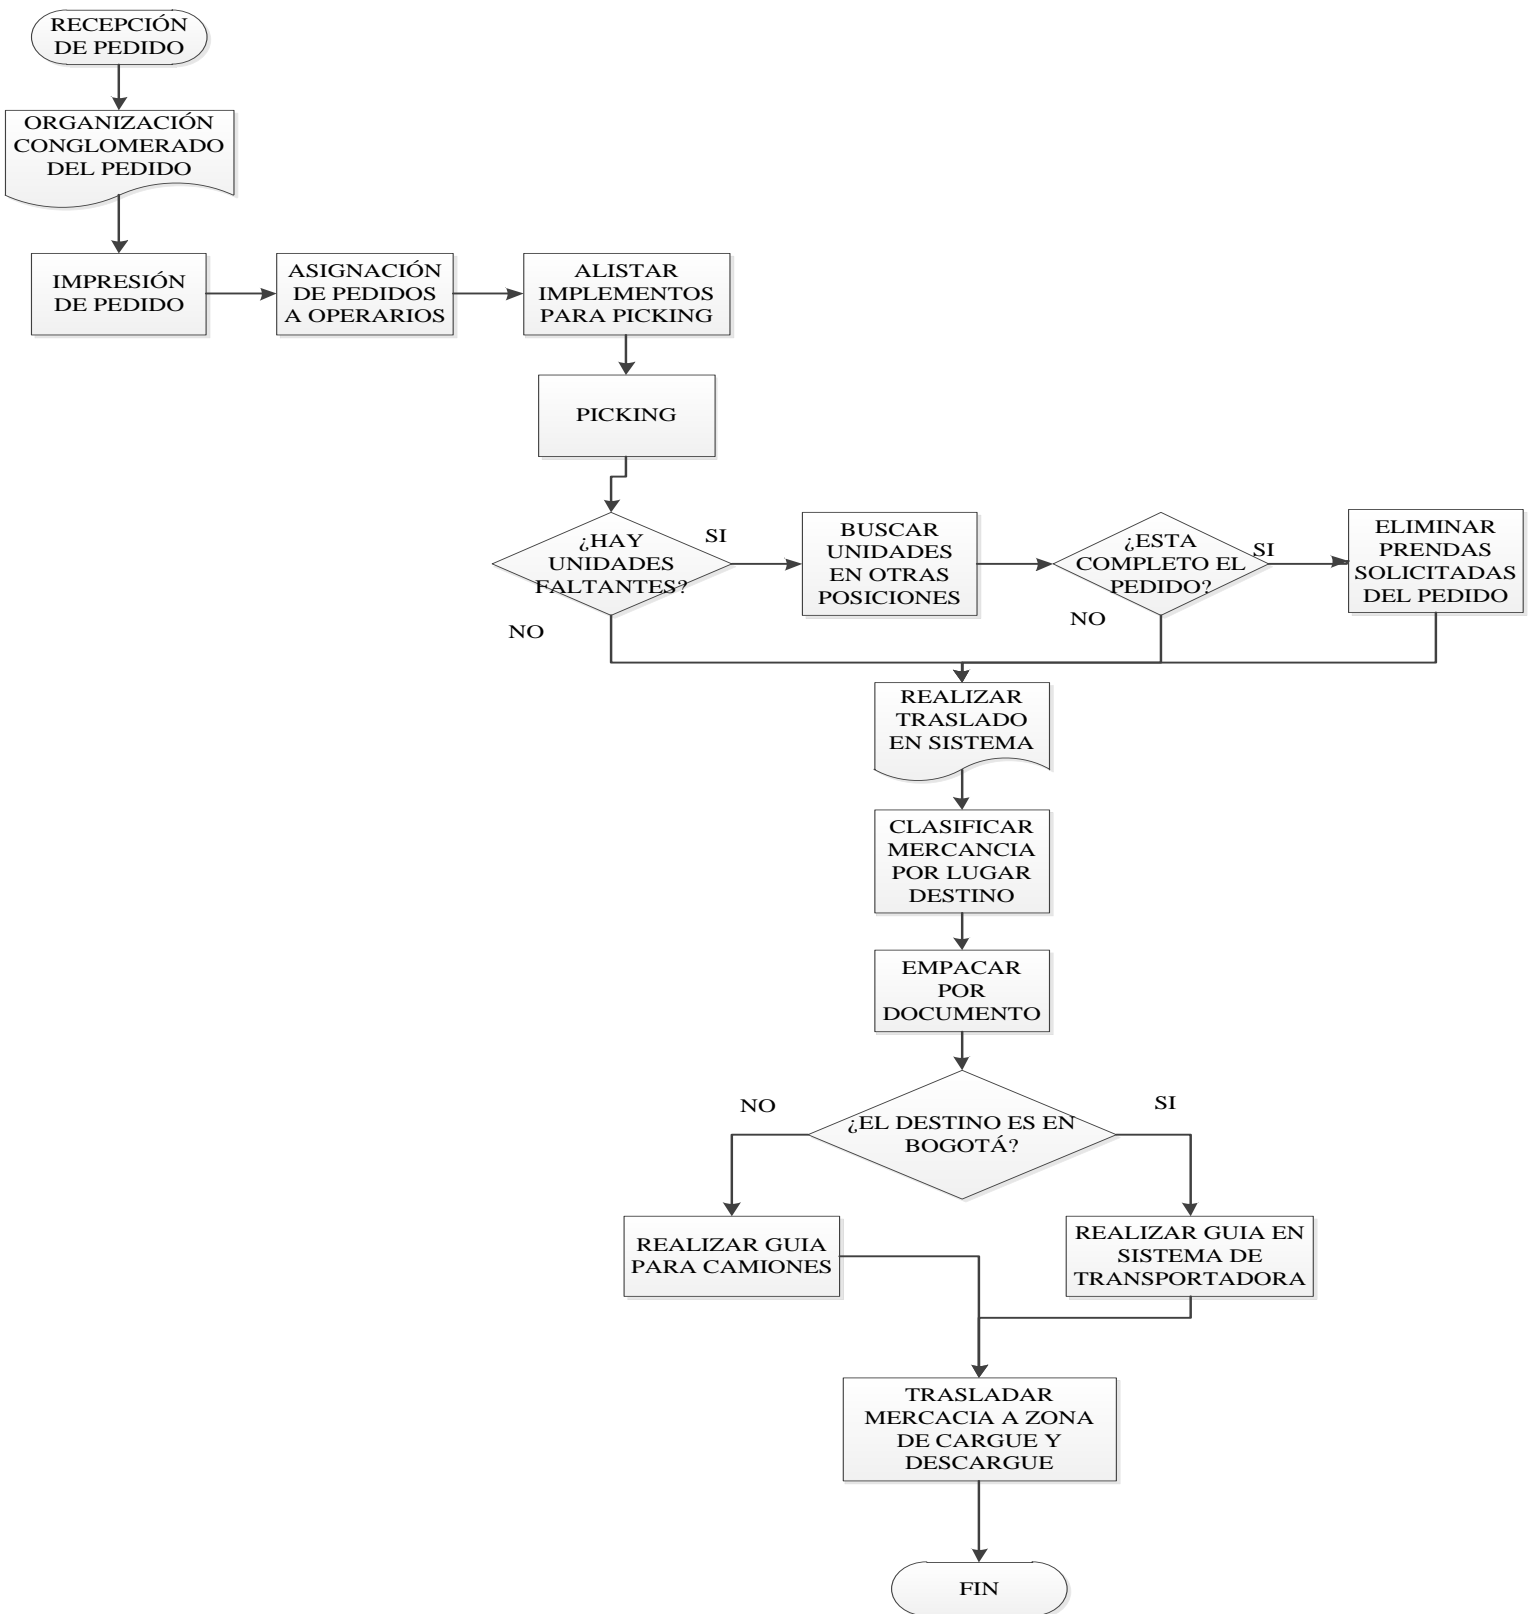 RECEPCIÓN
DE PEDIDO
ORGANIZACIÓN
CONGLOMERADO
DEL PEDIDO
IMPRESIÓN
DE PEDIDO
ASIGNACIÓN
DE PEDIDOS
A OPERARIOS
ALISTAR
IMPLEMENTOS
PARA PICKING
PICKING
¿HAY
UNIDADES
FALTANTES?
SI
NO
BUSCAR
UNIDADES
EN OTRAS
POSICIONES
¿ESTA
COMPLETO EL
PEDIDO?
SI
NO
ELIMINAR
PRENDAS
SOLICITADAS
DEL PEDIDO
REALIZAR
TRASLADO
EN SISTEMA
CLASIFICAR
MERCANCIA
POR LUGAR
DESTINO
EMPACAR
POR
DOCUMENTO
¿EL DESTINO ES EN
BOGOTÁ?
NO
SI
REALIZAR GUIA
PARA CAMIONES
REALIZAR GUIA EN
SISTEMA DE
TRANSPORTADORA
TRASLADAR
MERCACIA A ZONA
DE CARGUE Y
DESCARGUE
FIN